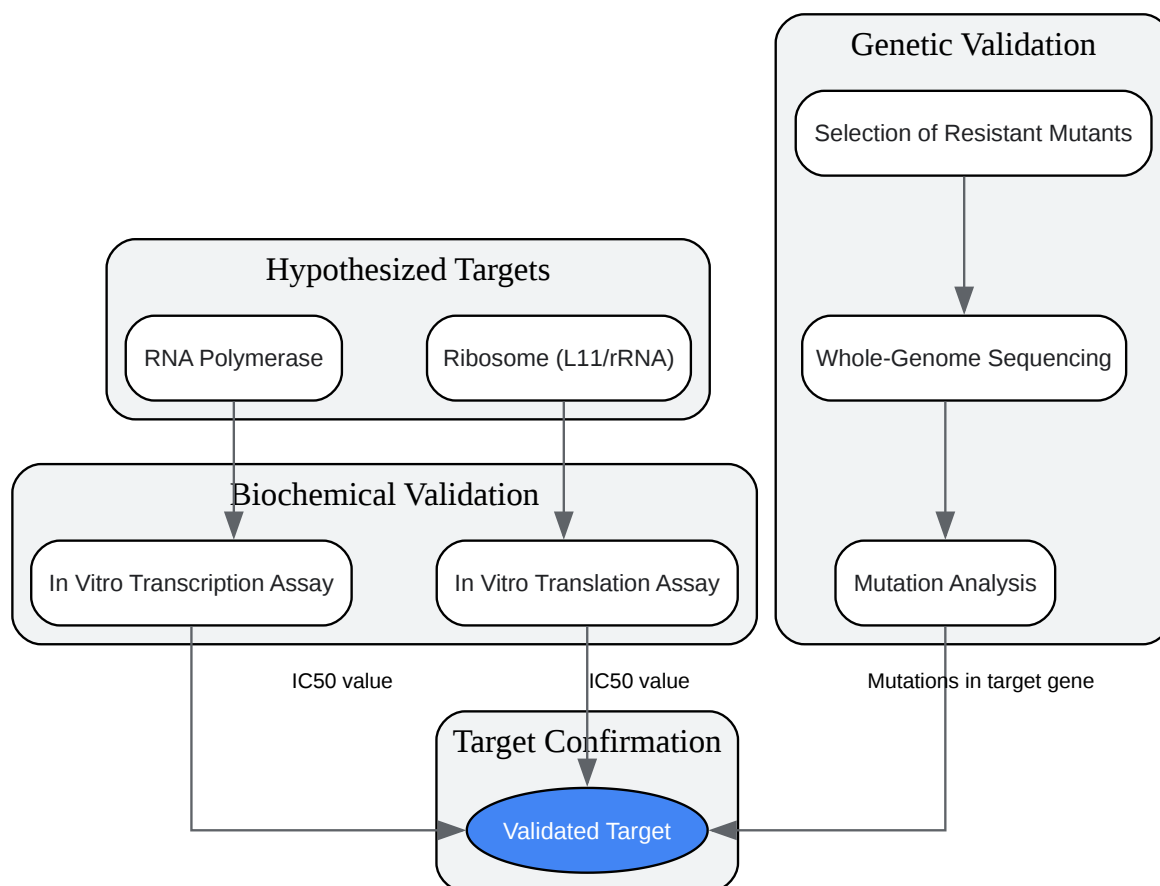 Genetic Validation
Selection of Resistant Mutants
Hypothesized Targets
RNA Polymerase
Ribosome (L11/rRNA)
Whole-Genome Sequencing
Biochemical Validation
In Vitro Transcription Assay
In Vitro Translation Assay
Mutation Analysis
IC50 value
IC50 value
Mutations in target gene
Target Confirmation
Validated Target